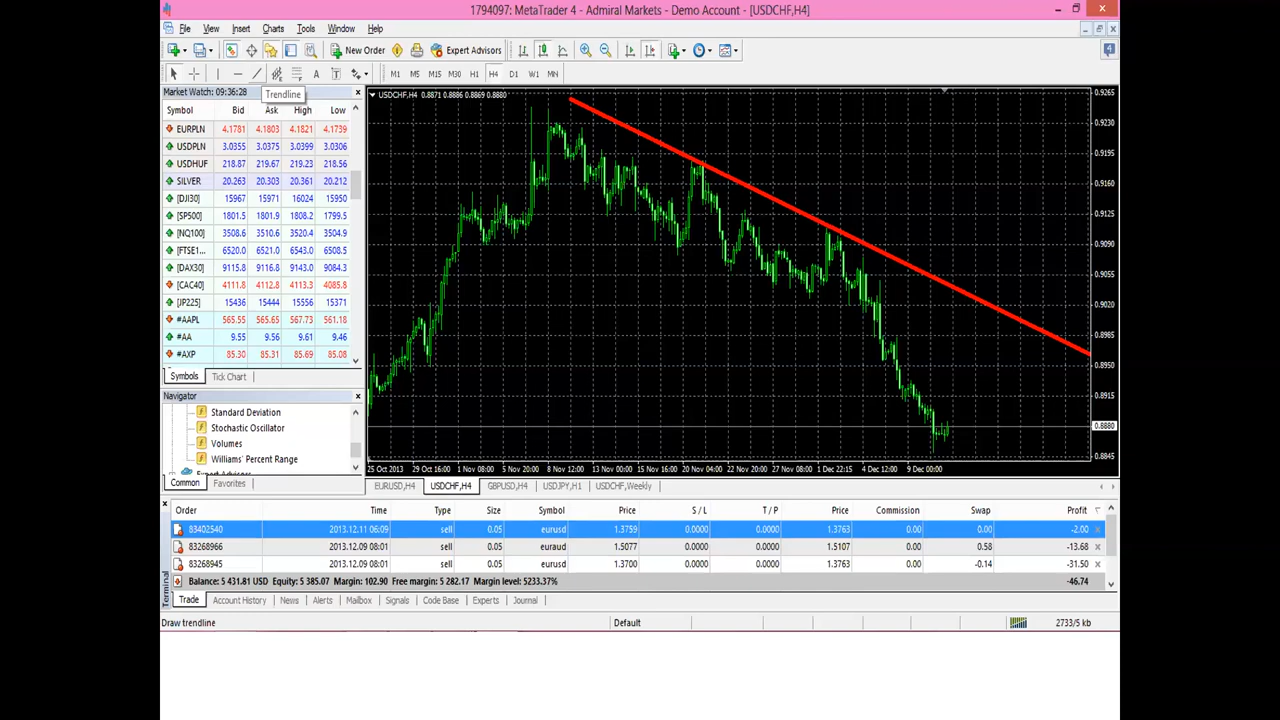 1794097: MetaTrader 4 - Admiral Markets - Demo Account - [USDCHF,H4]
File View Insert Charts Tools Window Help
New Order Expert Advisors 4
A T M1 M5 M15 M30 H1 H4 D1 W1 MN
Market Watch: 09:36:28
Trendline
Symbol Bid Ask High Low
EURPLN 4.1781 4.1803 4.1821 4.1739
USDPLN 3.0355 3.0375 3.0399 3.0306
USDHUF 218.87 219.67 219.23 218.56
SILVER 20.263 20.303 20.361 20.212
[DJI30] 15967 15971 16024 15950
[SP500] 1801.5 1801.9 1808.2 1799.5
[NQ100] 3508.6 3510.6 3520.4 3504.9
[FTSE1... 6520.0 6521.0 6543.0 6508.5
[DAX30] 9115.8 9116.8 9143.0 9084.3
[CAC40] 4111.8 4112.8 4113.3 4085.8
[JP225] 15436 15444 15556 15371
#AAPL 565.55 565.65 567.73 561.18
#AA 9.55 9.56 9.61 9.46
#AXP 85.30 85.31 85.69 85.08
Symbols Tick Chart
Navigator
Standard Deviation
Stochastic Oscillator
Volumes
Williams' Percent Range
Expert Advisors
Common Favorites
USDCHF,H4 0.8871 0.8886 0.8869 0.8880
0.9265
0.9230
0.9195
0.9160
0.9125
0.9090
0.9055
0.9020
0.8985
0.8950
0.8915
0.8880
0.8845
25 Oct 2013 29 Oct 16:00 1 Nov 08:00 5 Nov 20:00 8 Nov 12:00 13 Nov 00:00 15 Nov 16:00 20 Nov 04:00 22 Nov 20:00 27 Nov 08:00 1 Dec 22:15 4 Dec 12:00 9 Dec 00:00
EURUSD,H4 USDCHF,H4 GBPUSD,H4 USDJPY,H1 USDCHF,Weekly
Order Time Type Size Symbol Price S / L T / P Price Commission Swap Profit
83402540 2013.12.11 06:09 sell 0.05 eurusd 1.3759 0.0000 0.0000 1.3763 0.00 0.00 -2.00
83268966 2013.12.09 08:01 sell 0.05 euraud 1.5077 0.0000 0.0000 1.5107 0.00 0.58 -13.68
83268945 2013.12.09 08:01 sell 0.05 eurusd 1.3700 0.0000 0.0000 1.3763 0.00 -0.14 -31.50
Balance: 5 431.81 USD Equity: 5 385.07 Margin: 102.90 Free margin: 5 282.17 Margin level: 5233.37% -46.74
Terminal
Trade Account History News Alerts Mailbox Signals Code Base Experts Journal
Draw trendline Default 2733/5 kb